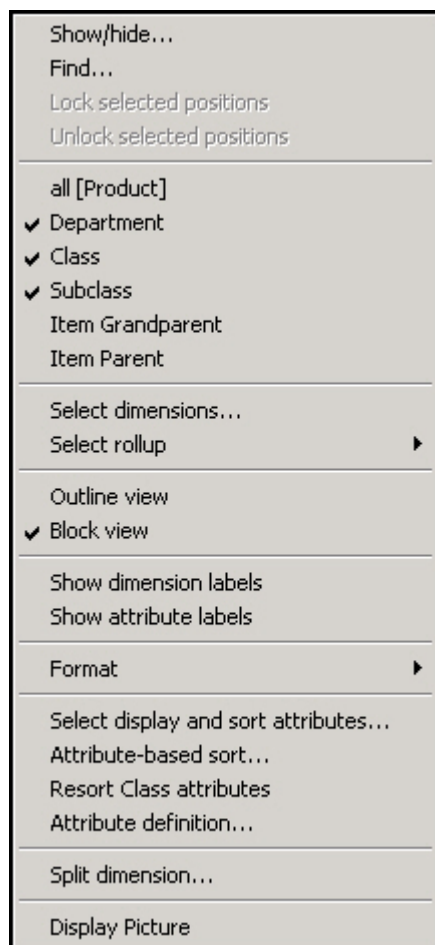 Show/hide...
Find...
Lock selected positions
Unlock selected positions
all [Product]
Department
Class
Subclass
Item Grandparent
Item Parent
Select dimensions...
Select rollup
Outline view
Block view
Show dimension labels
Show attribute labels
Format
Select display and sort attributes...
Attribute-based sort...
Resort Class attributes
Attribute definition...
Split dimension...
Display Picture